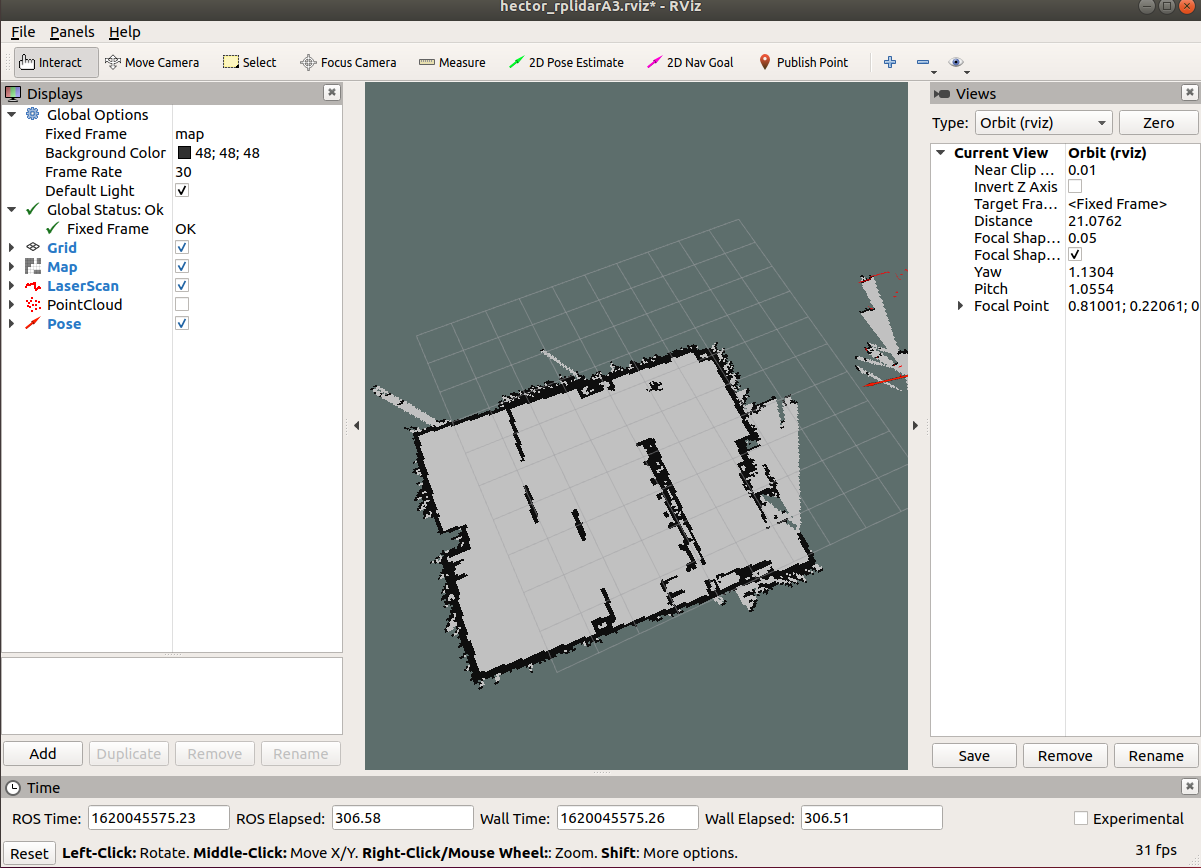 hector_rplidarA3.rviz* - RViz
File Panels Help
Interact Move Camera Select Focus Camera Measure 2D Pose Estimate 2D Nav Goal Publish Point
Displays
Global Options
Fixed Frame map
Background Color 48; 48; 48
Frame Rate 30
Default Light
Global Status: Ok
Fixed Frame OK
Grid
Map
LaserScan
PointCloud
Pose
Add Duplicate Remove Rename
Views
Type: Orbit (rviz) Zero
Current View Orbit (rviz)
Near Clip ... 0.01
Invert Z Axis
Target Fra... <Fixed Frame>
Distance 21.0762
Focal Shap... 0.05
Focal Shap...
Yaw 1.1304
Pitch 1.0554
Focal Point 0.81001; 0.22061; 0
Save Remove Rename
Time
ROS Time: 1620045575.23 ROS Elapsed: 306.58 Wall Time: 1620045575.26 Wall Elapsed: 306.51 Experimental
Reset Left-Click: Rotate. Middle-Click: Move X/Y. Right-Click/Mouse Wheel:: Zoom. Shift: More options. 31 fps